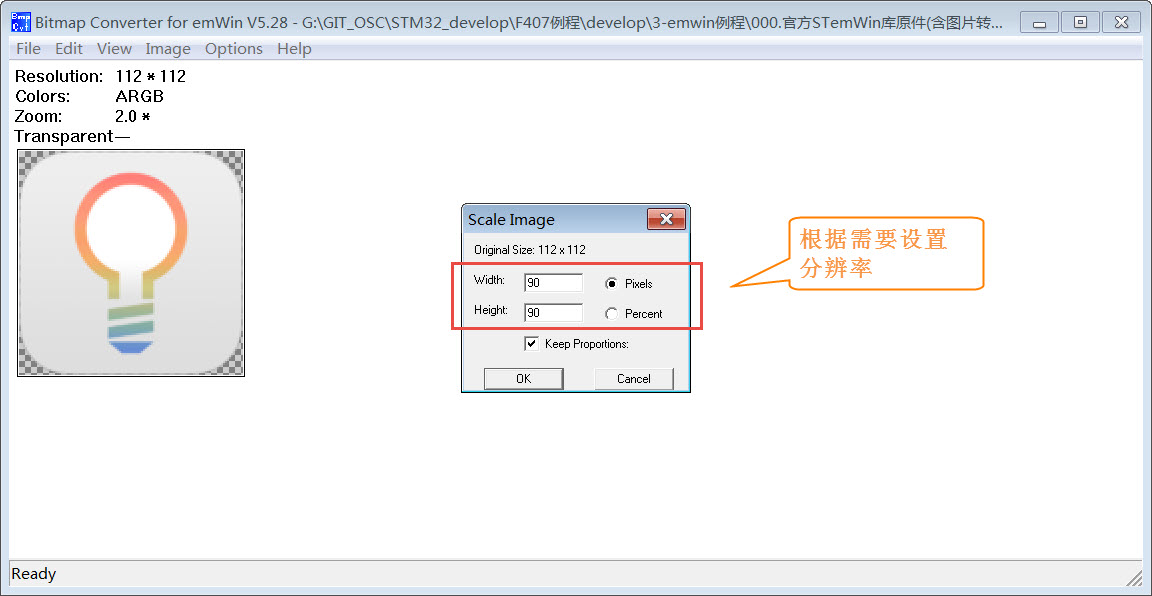 Bitmap Converter for emWin V5.28 - G:\GIT_OSC\STM32_develop\F407例程\develop\3-emwin例程\000.官方STemWin库原件(含图片转...
File Edit View Image Options Help
Resolution: 112 * 112
Colors: ARGB
Zoom: 2.0 *
Transparent—
Scale Image
Original Size: 112 x 112
Width: 90 Pixels
Height: 90 Percent
Keep Proportions:
OK Cancel
根据需要设置
分辨率
Ready